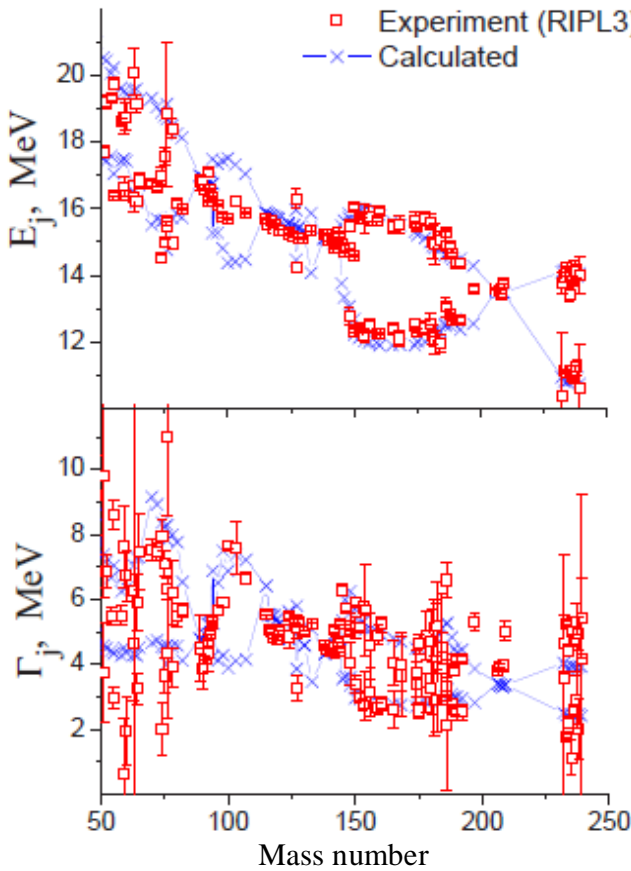 Experiment (RIPL3)
Calculated
20
18
16
14
12
E_j, MeV
10
8
6
4
2
Γ_j, MeV
50 100 150 200 250
Mass number